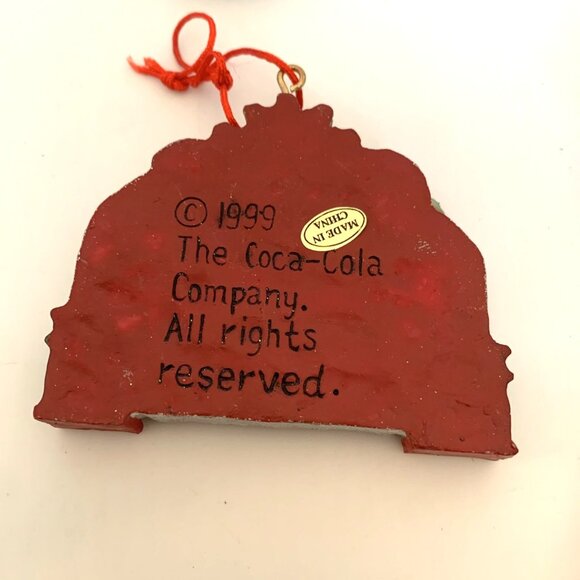 © 1999
The Coca-Cola
Company.
All rights
reserved.
MADE IN
CHINA